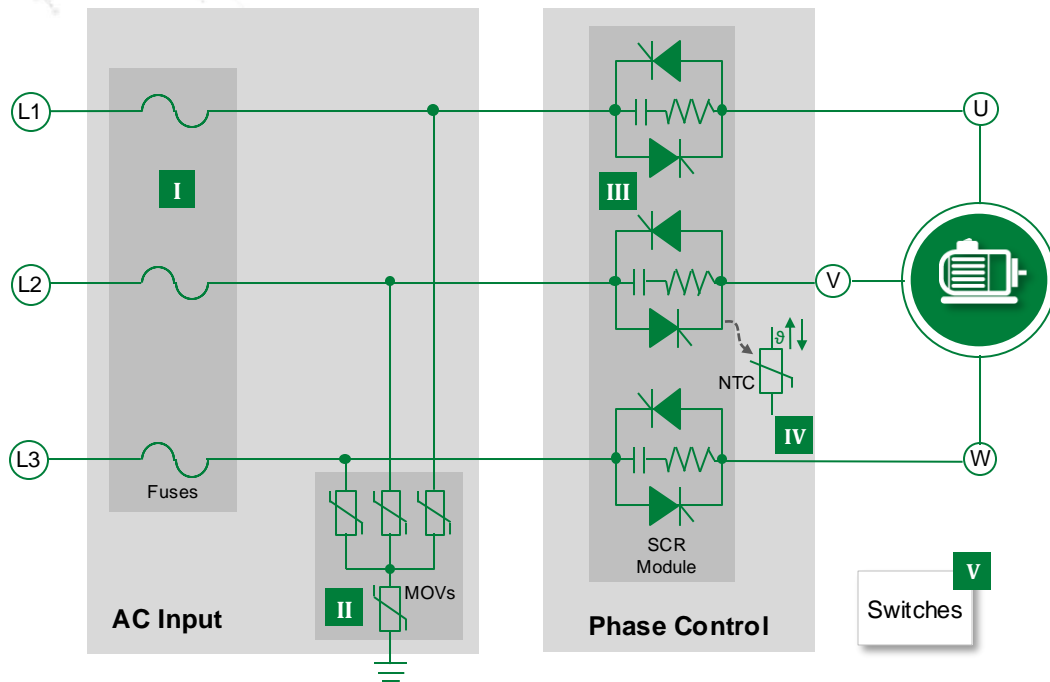 L1
U
I
III
L2
V
ϑ
NTC
IV
L3
W
Fuses
SCR
Module
MOVs
II
V
Switches
AC Input
Phase Control